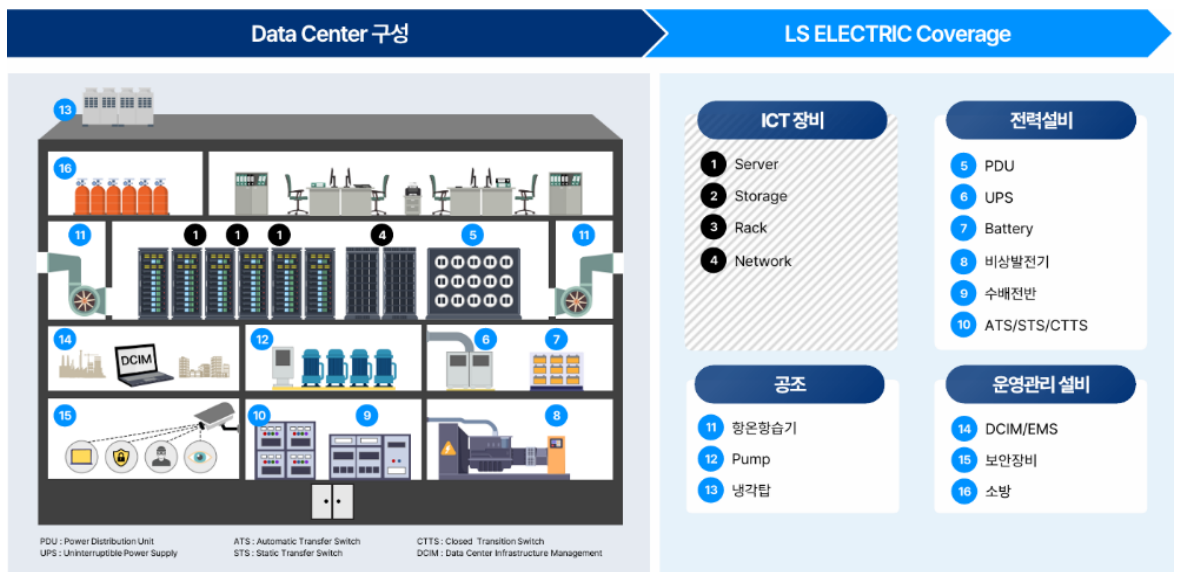 Data Center 구성
LS ELECTRIC Coverage
13
16
11
1
1
1
4
5
11
14
DCIM
12
6
7
15
10
9
8
PDU : Power Distribution Unit
UPS : Uninterruptible Power Supply
ATS : Automatic Transfer Switch
STS : Static Transfer Switch
CTTS : Closed Transition Switch
DCIM : Data Center Infrastructure Management
ICT 장비
1 Server
2 Storage
3 Rack
4 Network
전력설비
5 PDU
6 UPS
7 Battery
8 비상발전기
9 수배전반
10 ATS/STS/CTTS
공조
11 항온항습기
12 Pump
13 냉각탑
운영관리 설비
14 DCIM/EMS
15 보안장비
16 소방